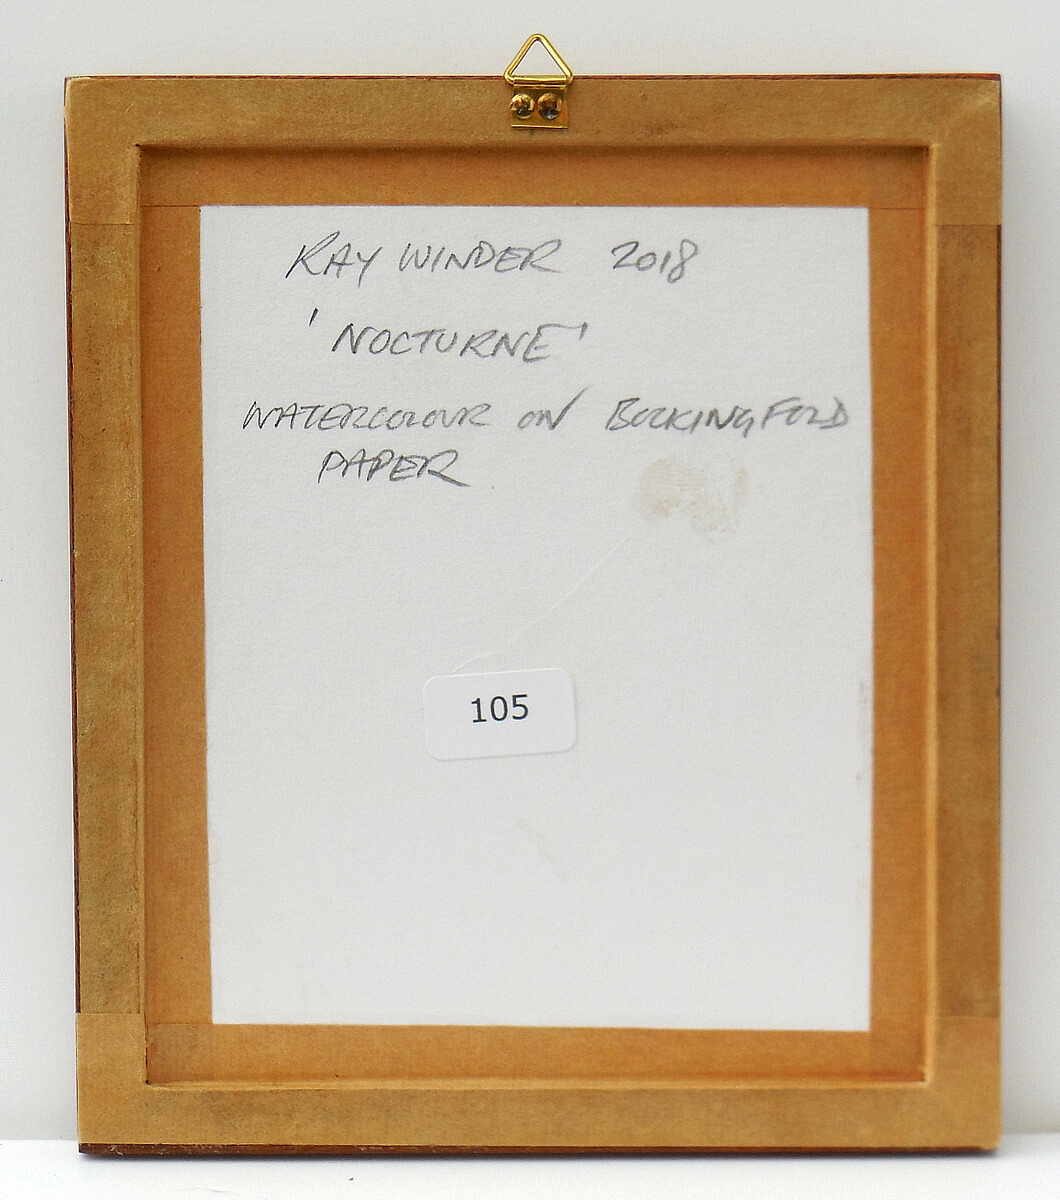 RAY WINDER 2018
'NOCTURNE'
WATERCOLOUR ON BOCKINGFORD
PAPER
105